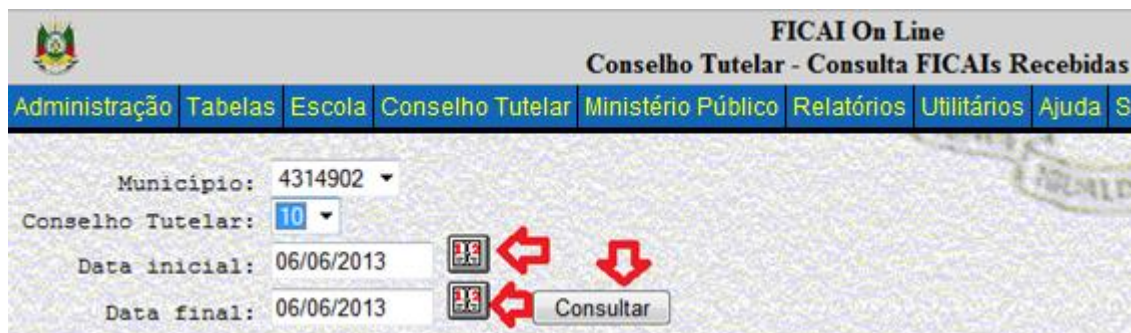 FICAI On Line
Conselho Tutelar - Consulta FICAIs Recebidas
Administração Tabelas Escola Conselho Tutelar Ministério Público Relatórios Utilitários Ajuda S
Município: 4314902
Conselho Tutelar: 10
Data inicial: 06/06/2013
Data final: 06/06/2013 Consultar